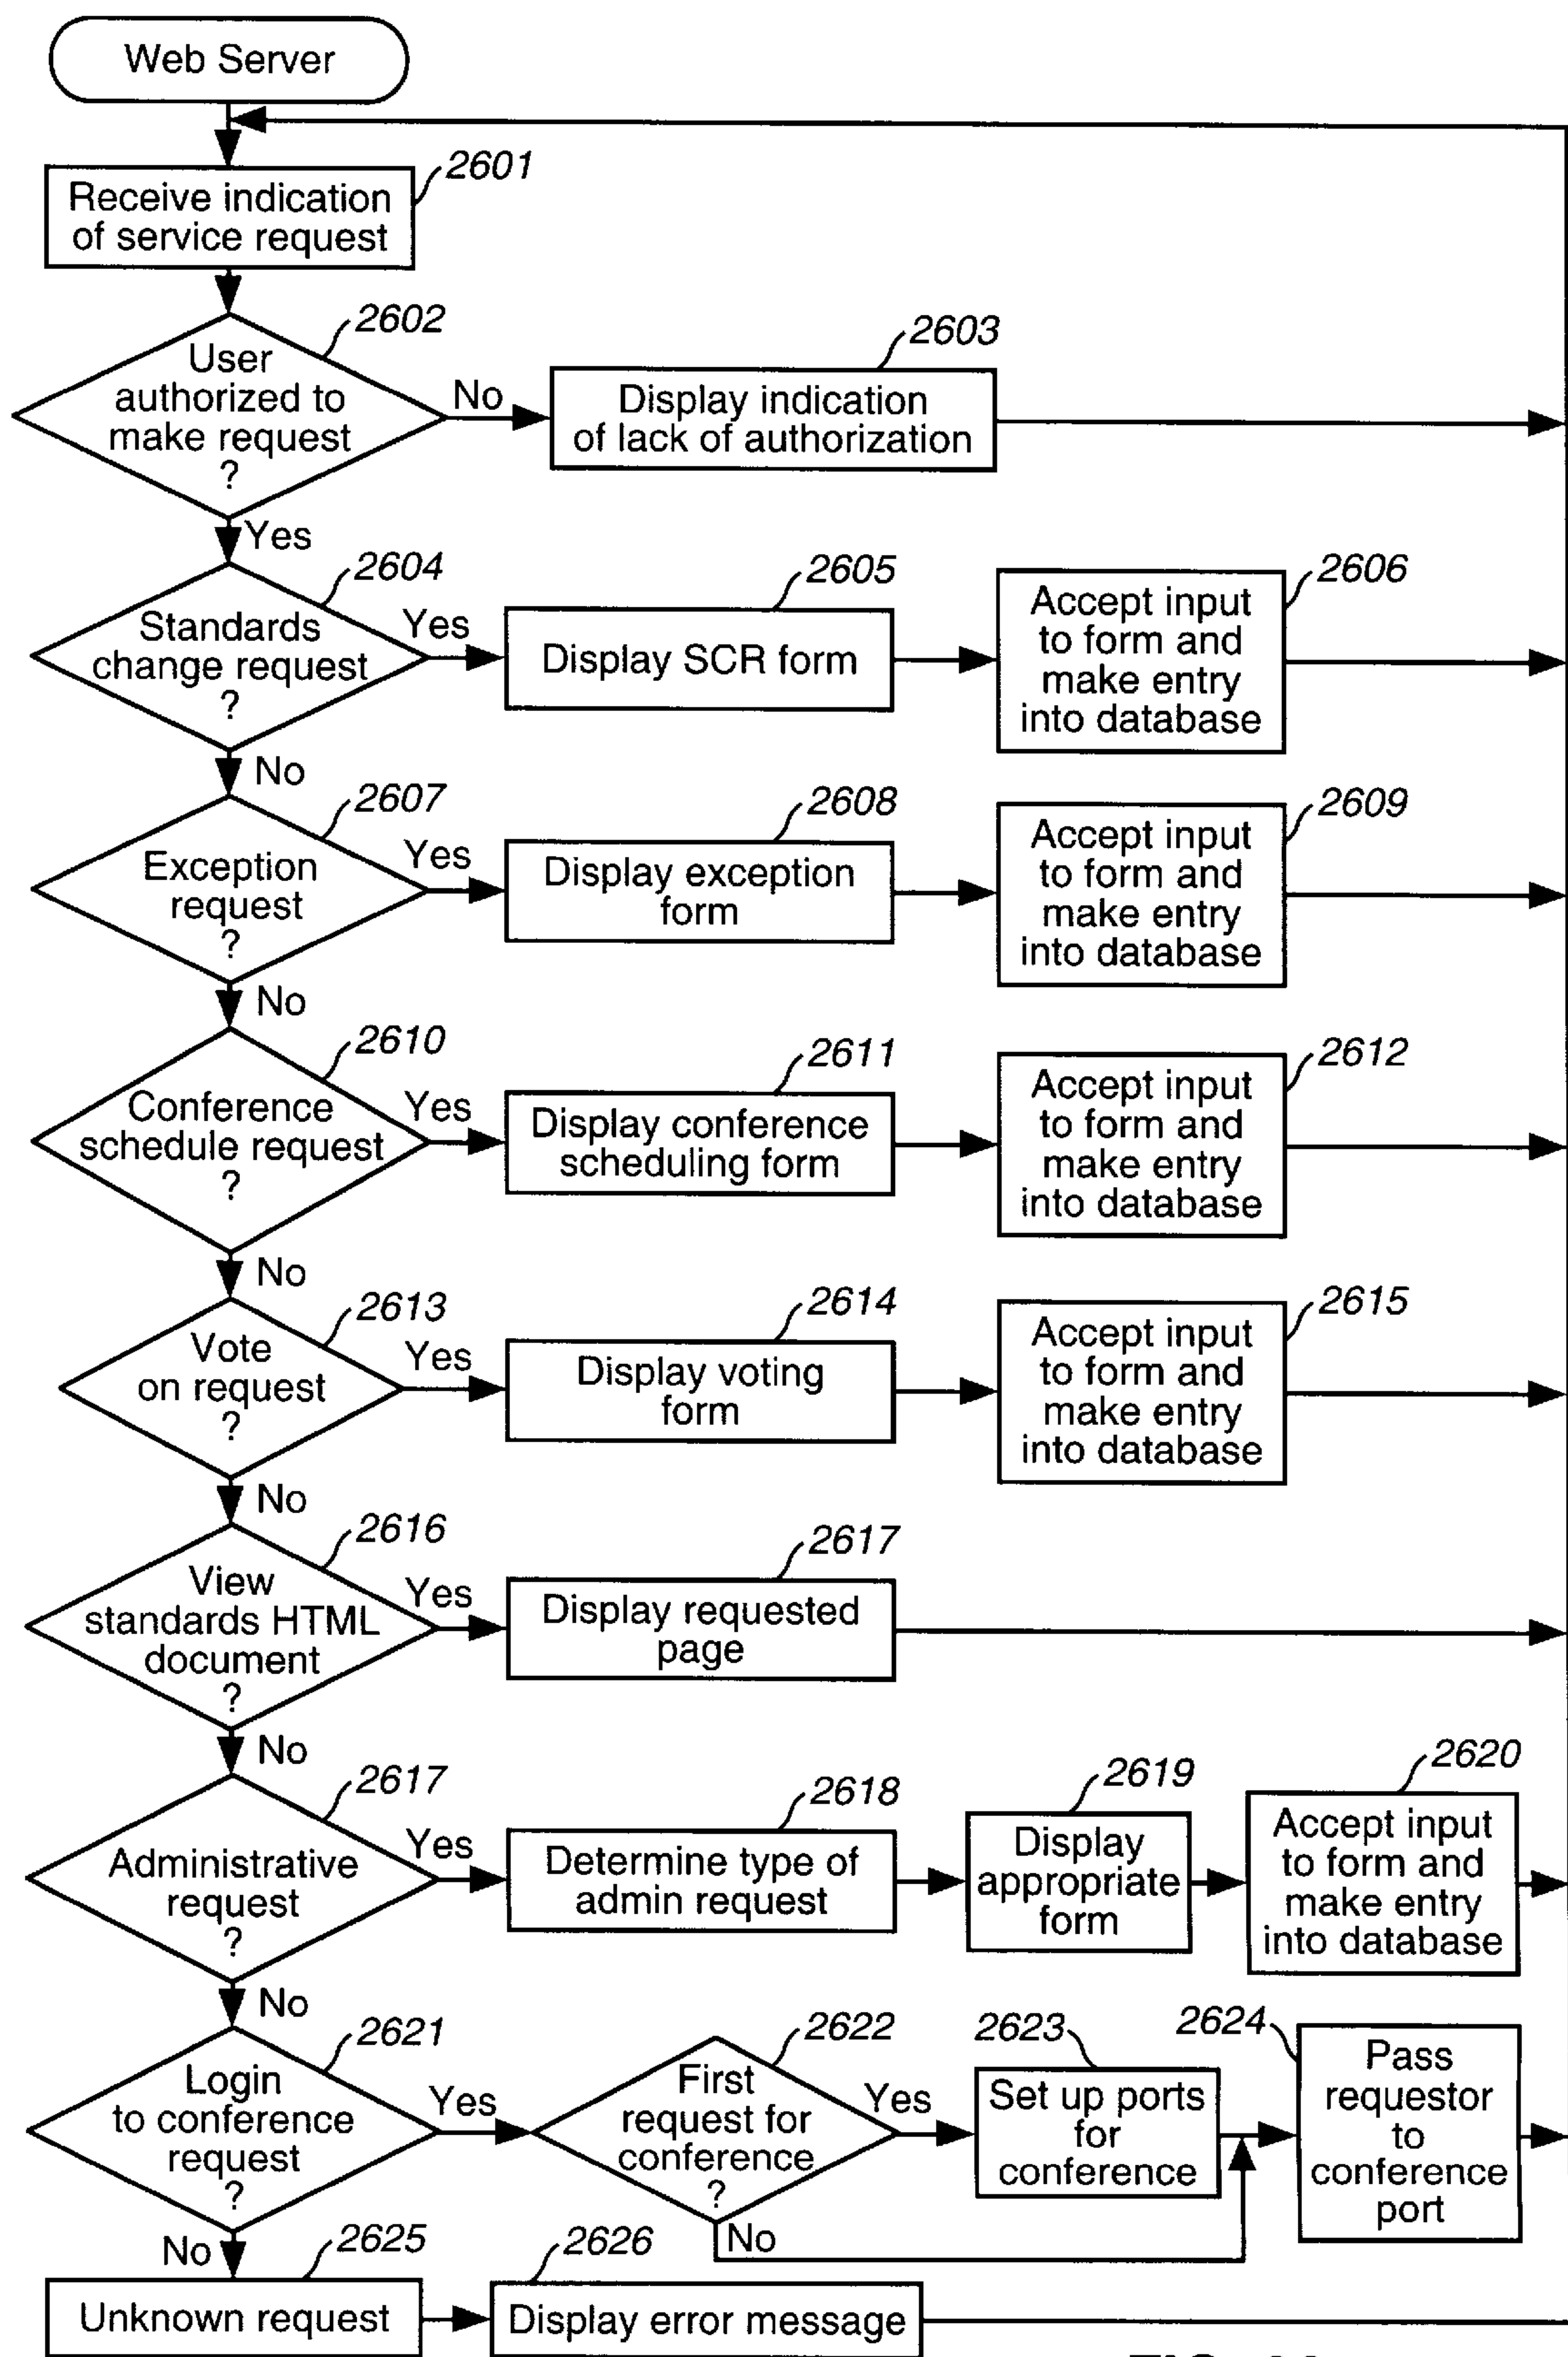 Web Server
2601
Receive indication
of service request
2602
User
authorized to
make request
?
No
2603
Display indication
of lack of authorization
Yes
2604
Standards
change request
?
Yes
2605
Display SCR form
2606
Accept input
to form and
make entry
into database
No
2607
Exception
request
?
Yes
2608
Display exception
form
2609
Accept input
to form and
make entry
into database
No
2610
Conference
schedule request
?
Yes
2611
Display conference
scheduling form
2612
Accept input
to form and
make entry
into database
No
2613
Vote
on request
?
Yes
2614
Display voting
form
2615
Accept input
to form and
make entry
into database
No
2616
View
standards HTML
document
?
Yes
2617
Display requested
page
No
2617
Administrative
request
?
Yes
2618
Determine type of
admin request
2619
Display
appropriate
form
2620
Accept input
to form and
make entry
into database
No
2621
Login
to conference
request
?
Yes
2622
First
request for
conference
?
Yes
2623
Set up ports
for
conference
2624
Pass
requestor
to
conference
port
No
No
2625
Unknown request
2626
Display error message